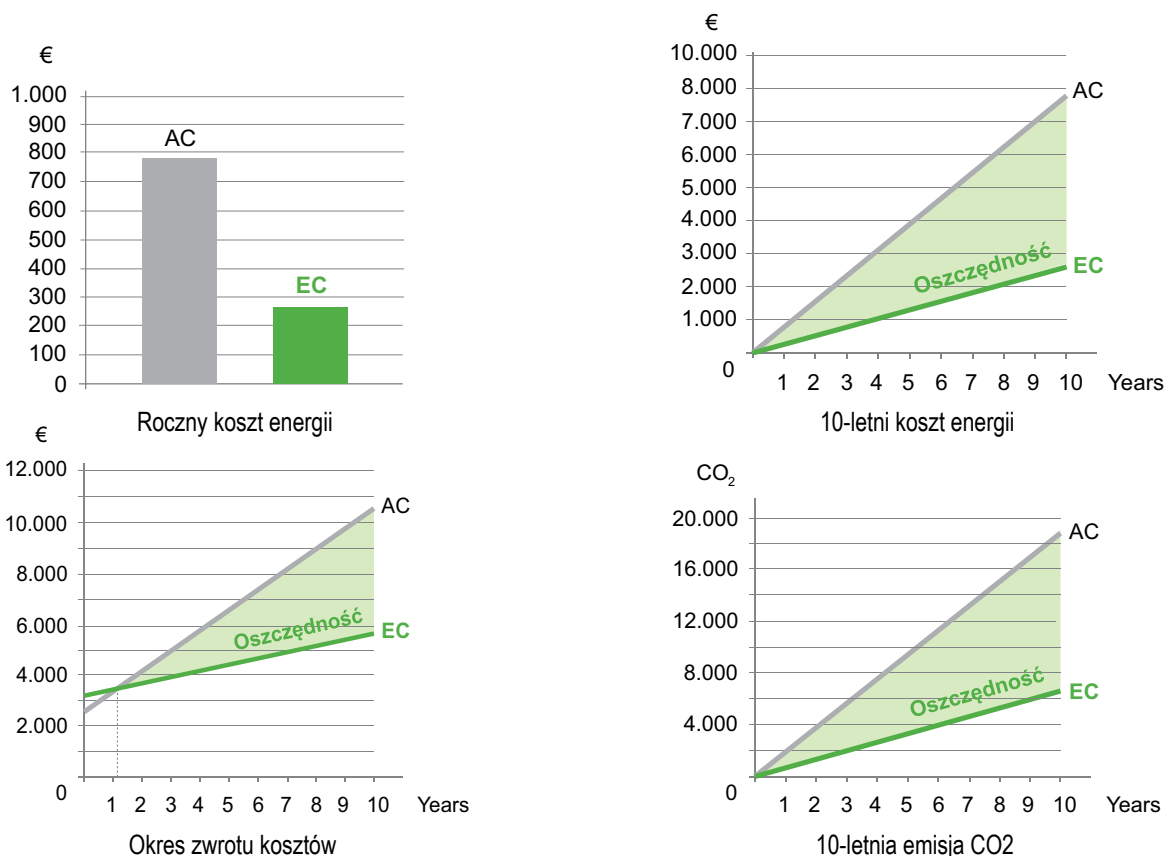 €
1.000
900
800
700
600
500
400
300
200
100
0
AC
EC
Roczny koszt energii
€
10.000
8.000
7.000
6.000
5.000
4.000
3.000
2.000
1.000
0
AC
Oszczędność
EC
1 2 3 4 5 6 7 8 9 10 Years
10-letni koszt energii
€
12.000
10.000
8.000
6.000
4.000
2.000
0
AC
Oszczędność
EC
1 2 3 4 5 6 7 8 9 10 Years
Okres zwrotu kosztów
CO₂
20.000
16.000
12.000
8.000
4.000
0
AC
Oszczędność
EC
1 2 3 4 5 6 7 8 9 10 Years
10-letnia emisja CO2